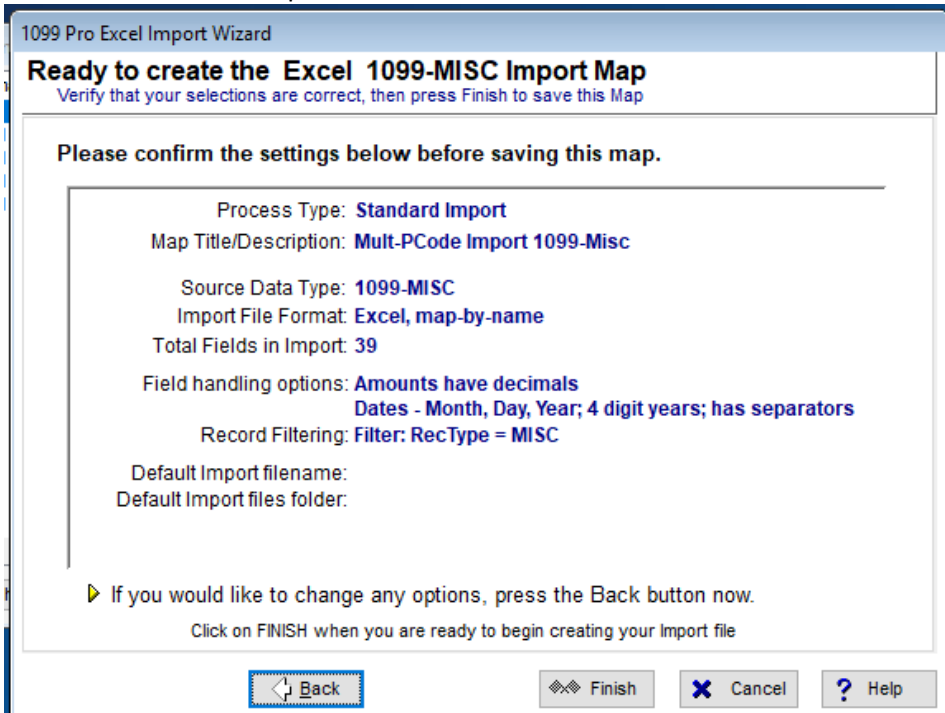 1099 Pro Excel Import Wizard
Ready to create the Excel 1099-MISC Import Map
Verify that your selections are correct, then press Finish to save this Map
Please confirm the settings below before saving this map.
Process Type: Standard Import
Map Title/Description: Mult-PCode Import 1099-Misc
Source Data Type: 1099-MISC
Import File Format: Excel, map-by-name
Total Fields in Import: 39
Field handling options: Amounts have decimals
Dates - Month, Day, Year; 4 digit years; has separators
Record Filtering: Filter: RecType = MISC
Default Import filename:
Default Import files folder:
If you would like to change any options, press the Back button now.
Click on FINISH when you are ready to begin creating your Import file
Back Finish Cancel ? Help